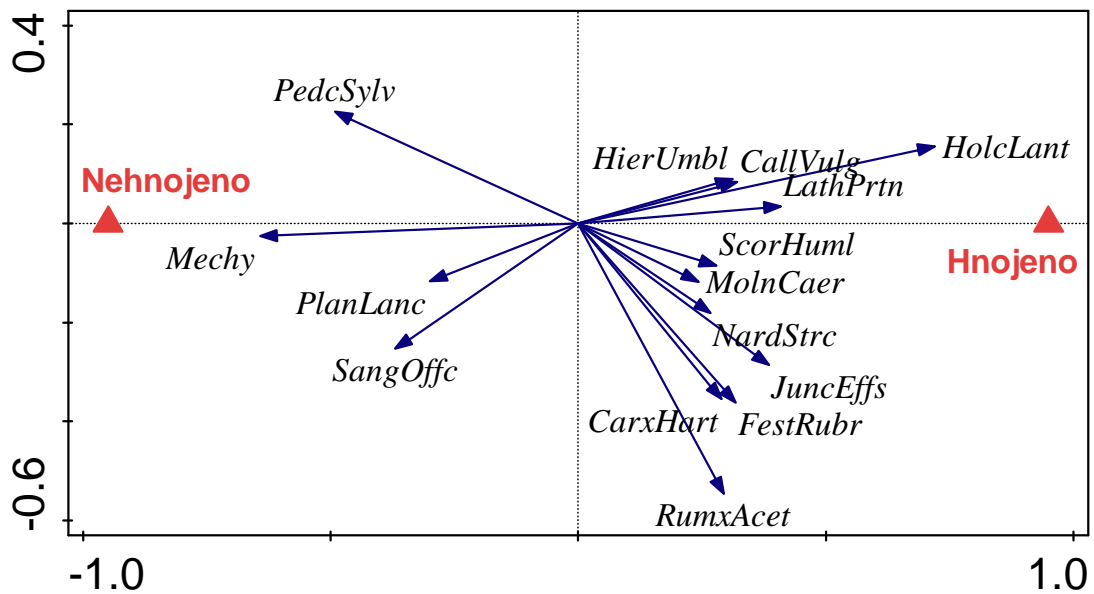 0.4
PedcSylv
HierUmbl
CallVulg
HolcLant
Nehnojeno
LathPrtn
Mechy
ScorHuml
Hnojeno
MolnCaer
PlanLanc
NardStrc
SangOffc
JuncEffs
CarxHart
FestRubr
-0.6
RumxAcet
-1.0
1.0